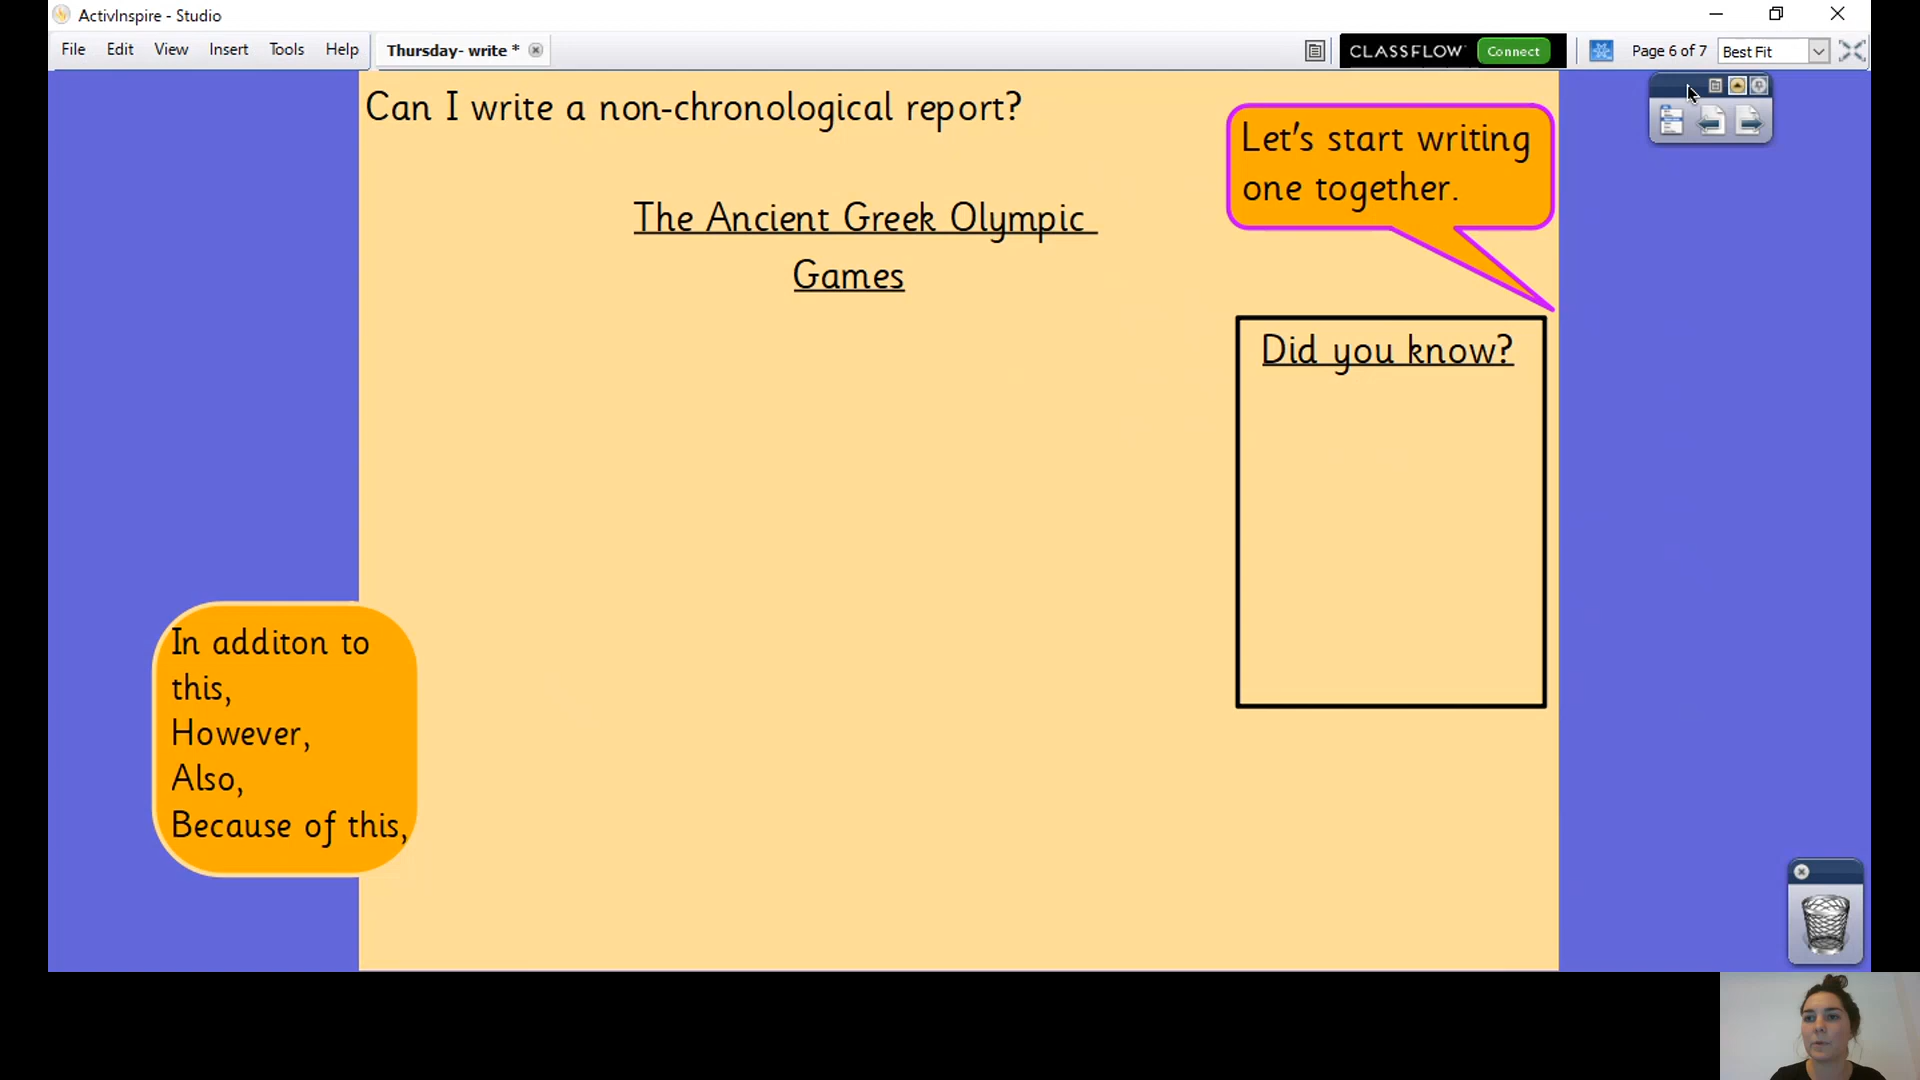 ActivInspire - Studio
File Edit View Insert Tools Help
Thursday- write *
CLASSFLOW Connect
Page 6 of 7
Best Fit
Can I write a non-chronological report?
Let's start writing
one together.
The Ancient Greek Olympic
Games
Did you know?
In additon to
this,
However,
Also,
Because of this,